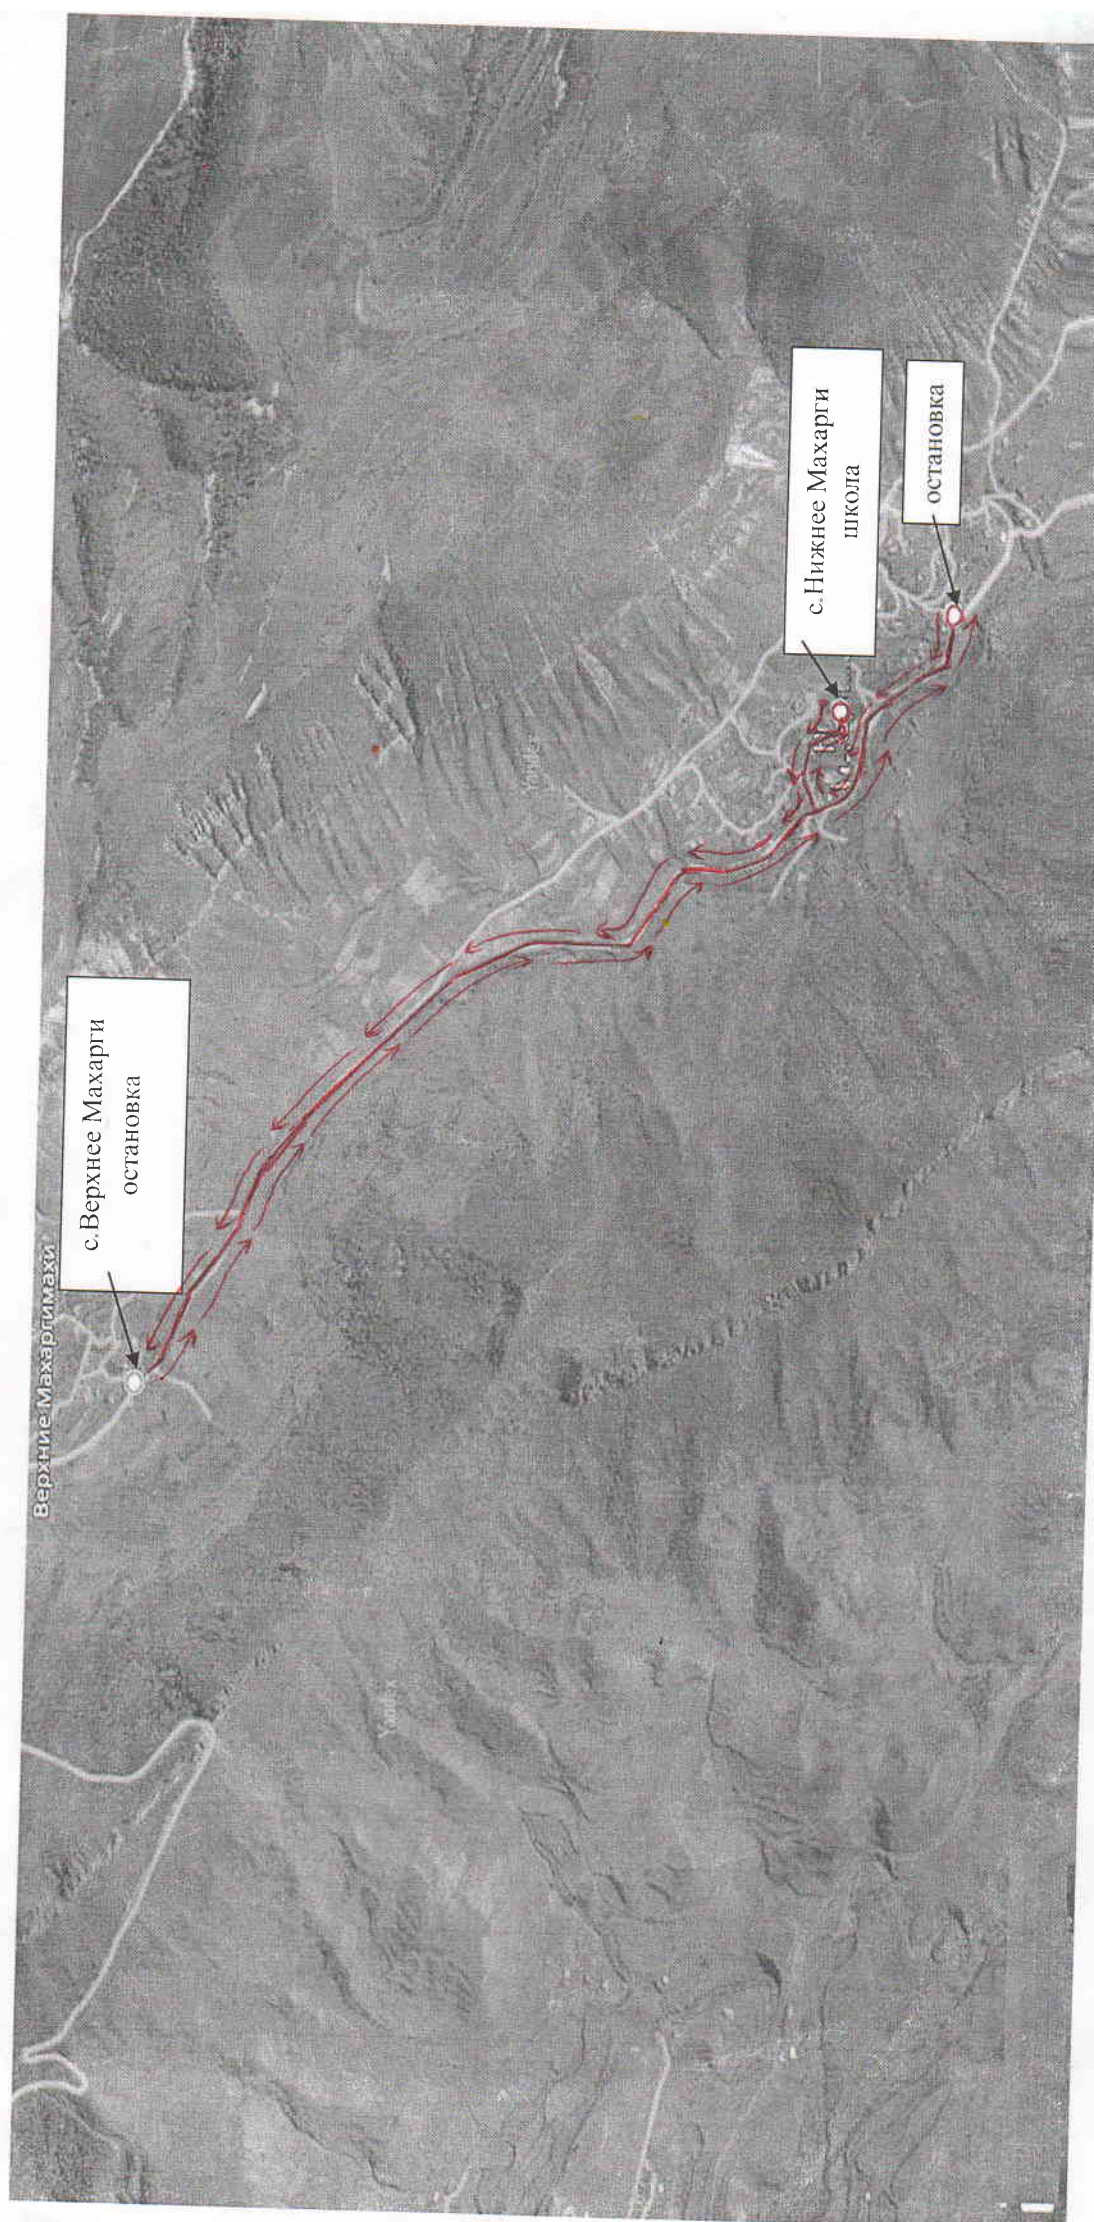 Верхние Махаргимахи
с.Верхнее Махарги
остановка
с.Нижнее Махарги
школа
остановка